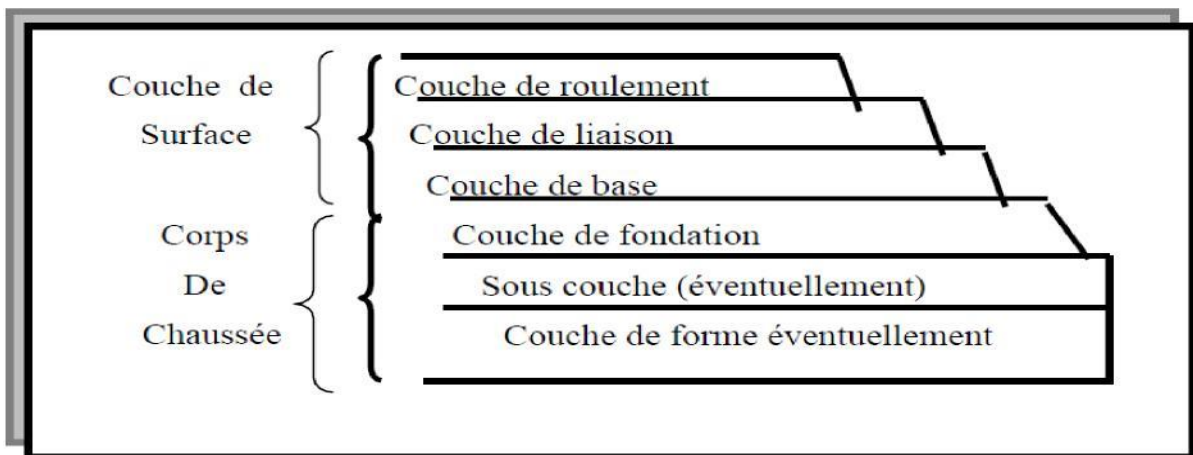 Couche de
Surface
Couche de roulement
Couche de liaison
Couche de base
Corps
De
Chaussée
Couche de fondation
Sous couche (éventuellement)
Couche de forme éventuellement